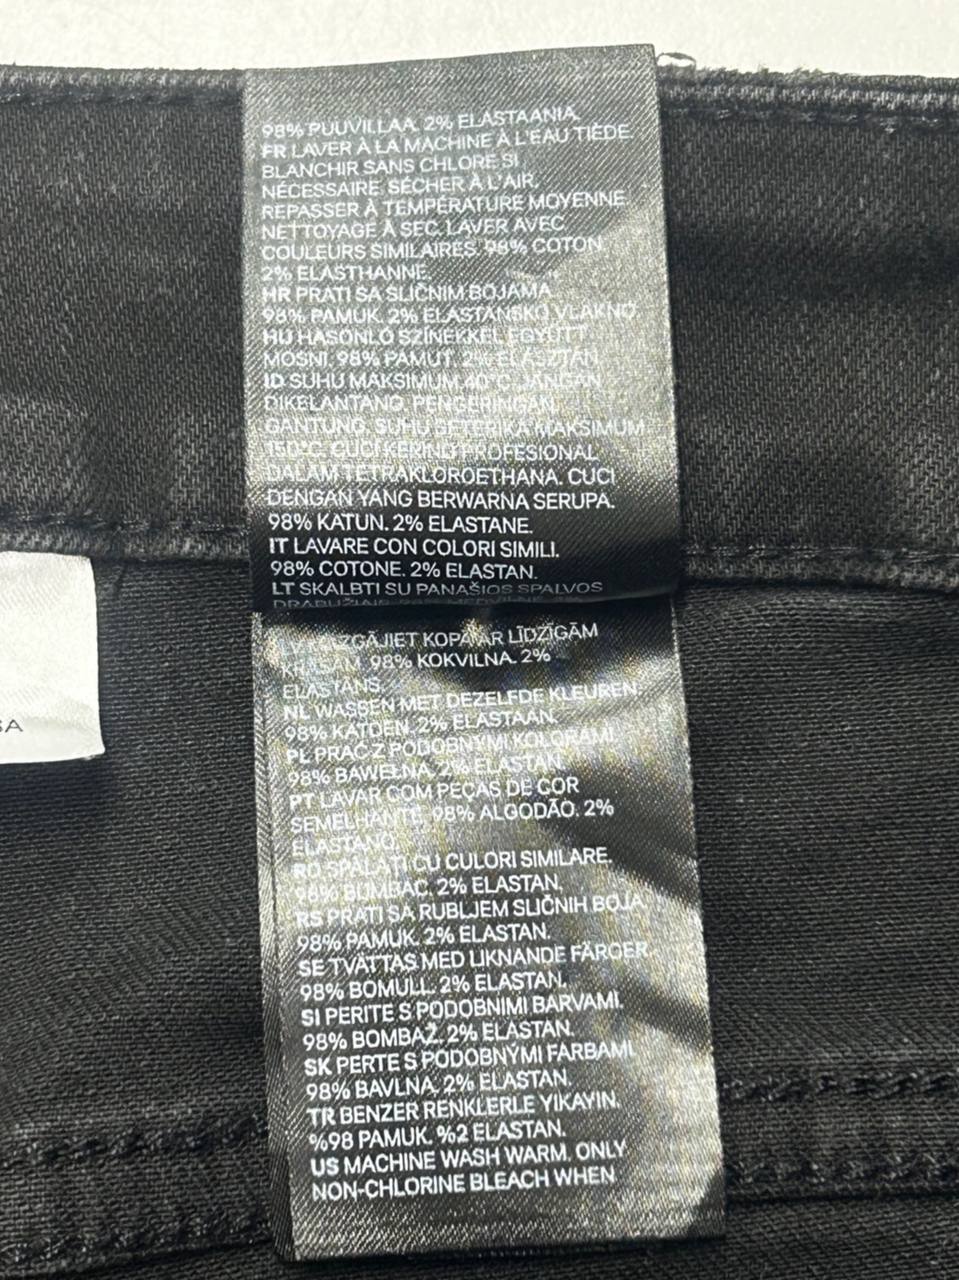 98% PUUVILLAA. 2% ELASTAANIA.
FR LAVER À LA MACHINE À L'EAU TIÈDE.
BLANCHIR SANS CHLORE SI
NÉCESSAIRE. SÉCHER À L'AIR.
REPASSER À TEMPÉRATURE MOYENNE.
NETTOYAGE À SEC. LAVER AVEC
COULEURS SIMILAIRES. 98% COTON.
2% ELASTHANNE.
HR PRATI SA SLIČNIM BOJAMA
98% PAMUK. 2% ELASTANSKO VLAKNO
HU HASONLÓ SZÍNEKKEL EGYÜTT
MOSNI. 98% PAMUT. 2% ELASZTÁN
ID SUHU MAKSIMUM 40°C. JANGAN
DIKELANTANG. PENGERINGAN
GANTUNG. SUHU SETERIKA MAKSIMUM
150°C. CUCI KERING PROFESIONAL
DALAM TETRAKLOROETHANA. CUCI
DENGAN YANG BERWARNA SERUPA.
98% KATUN. 2% ELASTANE.
IT LAVARE CON COLORI SIMILI.
98% COTONE. 2% ELASTAN.
LT SKALBTI SU PANAŠIOS SPALVOS
DRABUŽIAIS.
KOPĀ AR LĪDZĪGĀM
KRĀSĀM. 98% KOKVILNA. 2%
ELASTANS.
NL WASSEN MET DEZELFDE KLEUREN.
98% KATOEN. 2% ELASTAAN.
PL PRAĆ Z PODOBNYMI KOLORAMI
98% BAWEŁNA. 2% ELASTAN.
PT LAVAR COM PEÇAS DE COR
SEMELHANTE. 98% ALGODÃO. 2%
ELASTANO.
RO SPĂLAȚI CU CULORI SIMILARE.
98% BUMBAC. 2% ELASTAN.
RS PRATI SA RUBLJEM SLIČNIH BOJA
98% PAMUK. 2% ELASTAN.
SE TVÄTTAS MED LIKNANDE FÄRGER.
98% BOMULL. 2% ELASTAN.
SI PERITE S PODOBNIMI BARVAMI.
98% BOMBAŽ. 2% ELASTAN.
SK PERTE S PODOBNÝMI FARBAMI.
98% BAVLNA. 2% ELASTAN.
TR BENZER RENKLERLE YIKAYIN.
%98 PAMUK. %2 ELASTAN.
US MACHINE WASH WARM. ONLY
NON-CHLORINE BLEACH WHEN